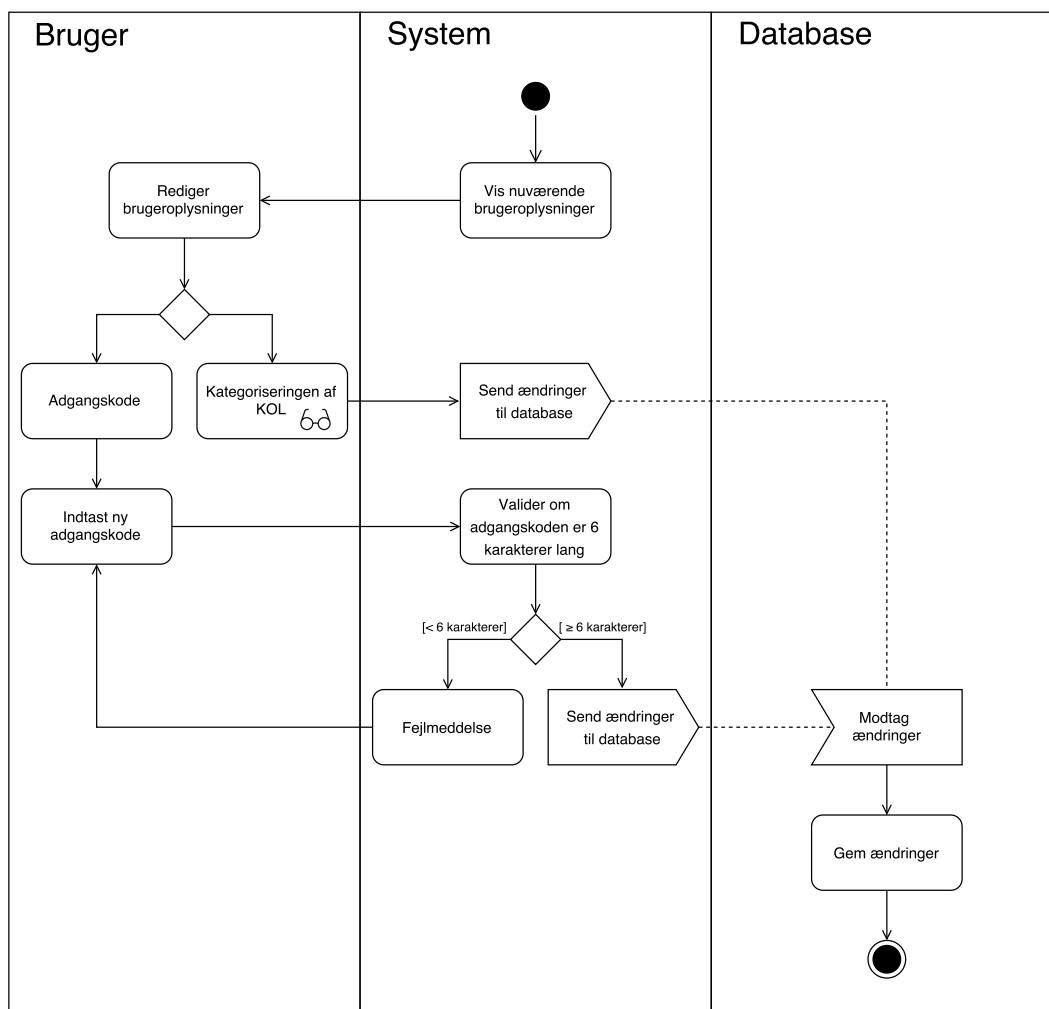 Bruger
System
Database
Rediger
brugeroplysninger
Vis nuværende
brugeroplysninger
Adgangskode
Kategoriseringen af
KOL
Send ændringer
til database
Indtast ny
adgangskode
Valider om
adgangskoden er 6
karakterer lang
[< 6 karakterer]
[ ≥ 6 karakterer]
Fejlmeddelse
Send ændringer
til database
Modtag
ændringer
Gem ændringer